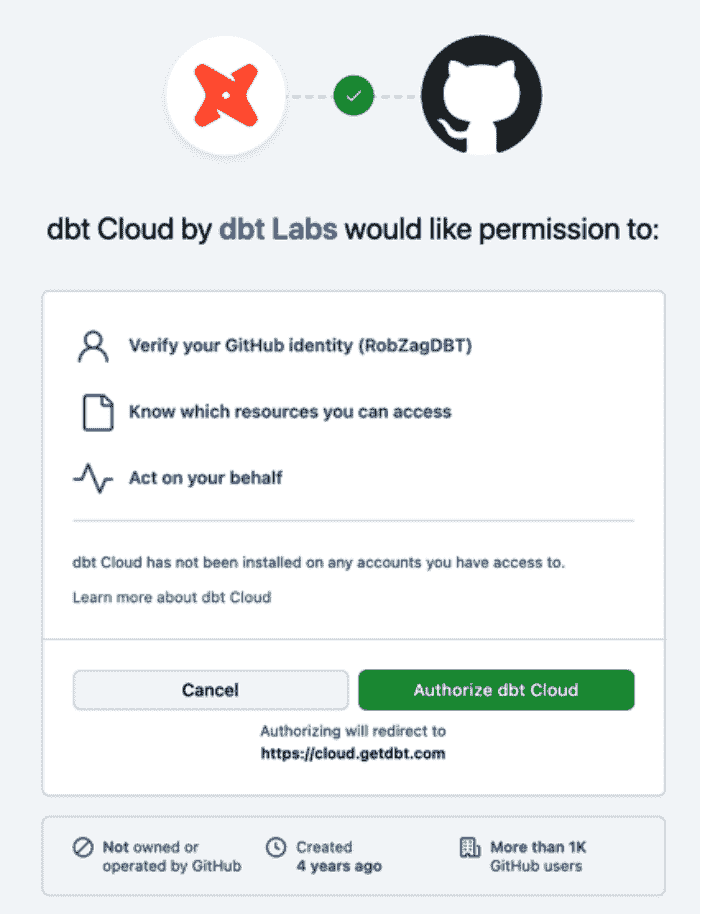 dbt Cloud by dbt Labs would like permission to:
Verify your GitHub identity (RobZagDBT)
Know which resources you can access
Act on your behalf
dbt Cloud has not been installed on any accounts you have access to.
Learn more about dbt Cloud
Cancel
Authorize dbt Cloud
Authorizing will redirect to
https://cloud.getdbt.com
Not owned or
operated by GitHub
Created
4 years ago
More than 1K
GitHub users